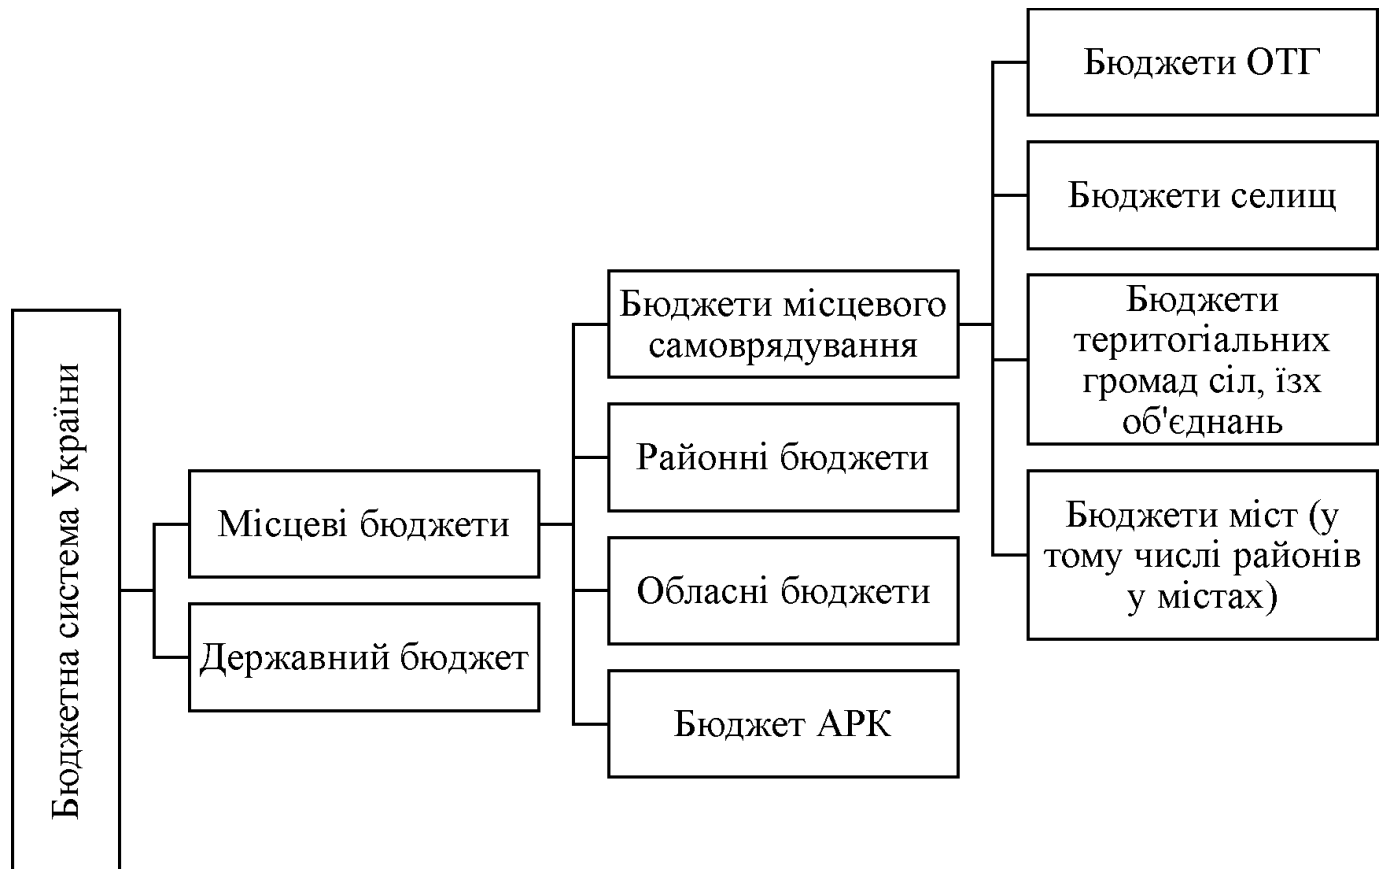 Бюджетна система України
Місцеві бюджети
Державний бюджет
Бюджети місцевого
самоврядування
Районні бюджети
Обласні бюджети
Бюджет АРК
Бюджети ОТГ
Бюджети селищ
Бюджети
теритогіальних
громад сіл, їзх
об'єднань
Бюджети міст (у
тому числі районів
у містах)